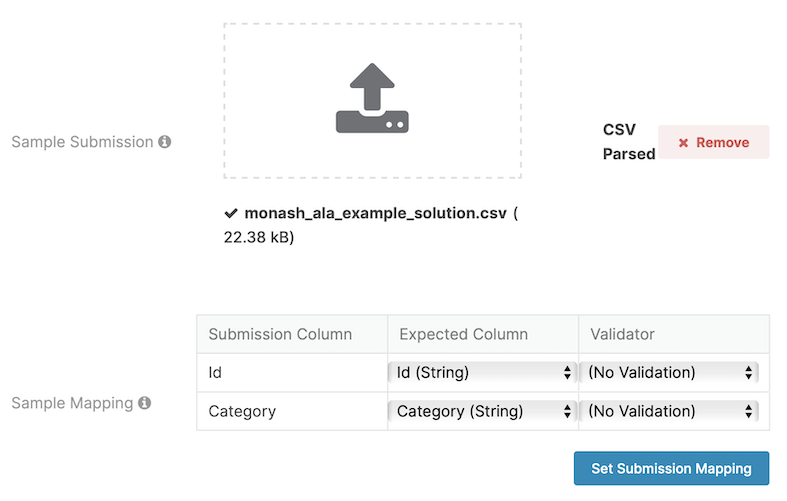 Sample Submission
CSV
Parsed
Remove
monash_ala_example_solution.csv (
22.38 kB)
Submission Column Expected Column Validator
Id Id (String) (No Validation)
Sample Mapping
Category Category (String) (No Validation)
Set Submission Mapping